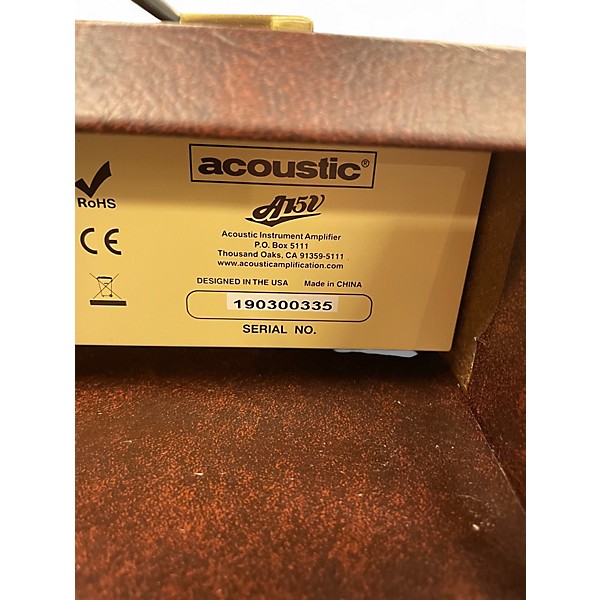 acoustic®
RoHS
A15V
Acoustic Instrument Amplifier
P.O. Box 5111
Thousand Oaks, CA 91359-5111
www.acousticamplification.com
CE
DESIGNED IN THE USA Made in CHINA
190300335
SERIAL NO.